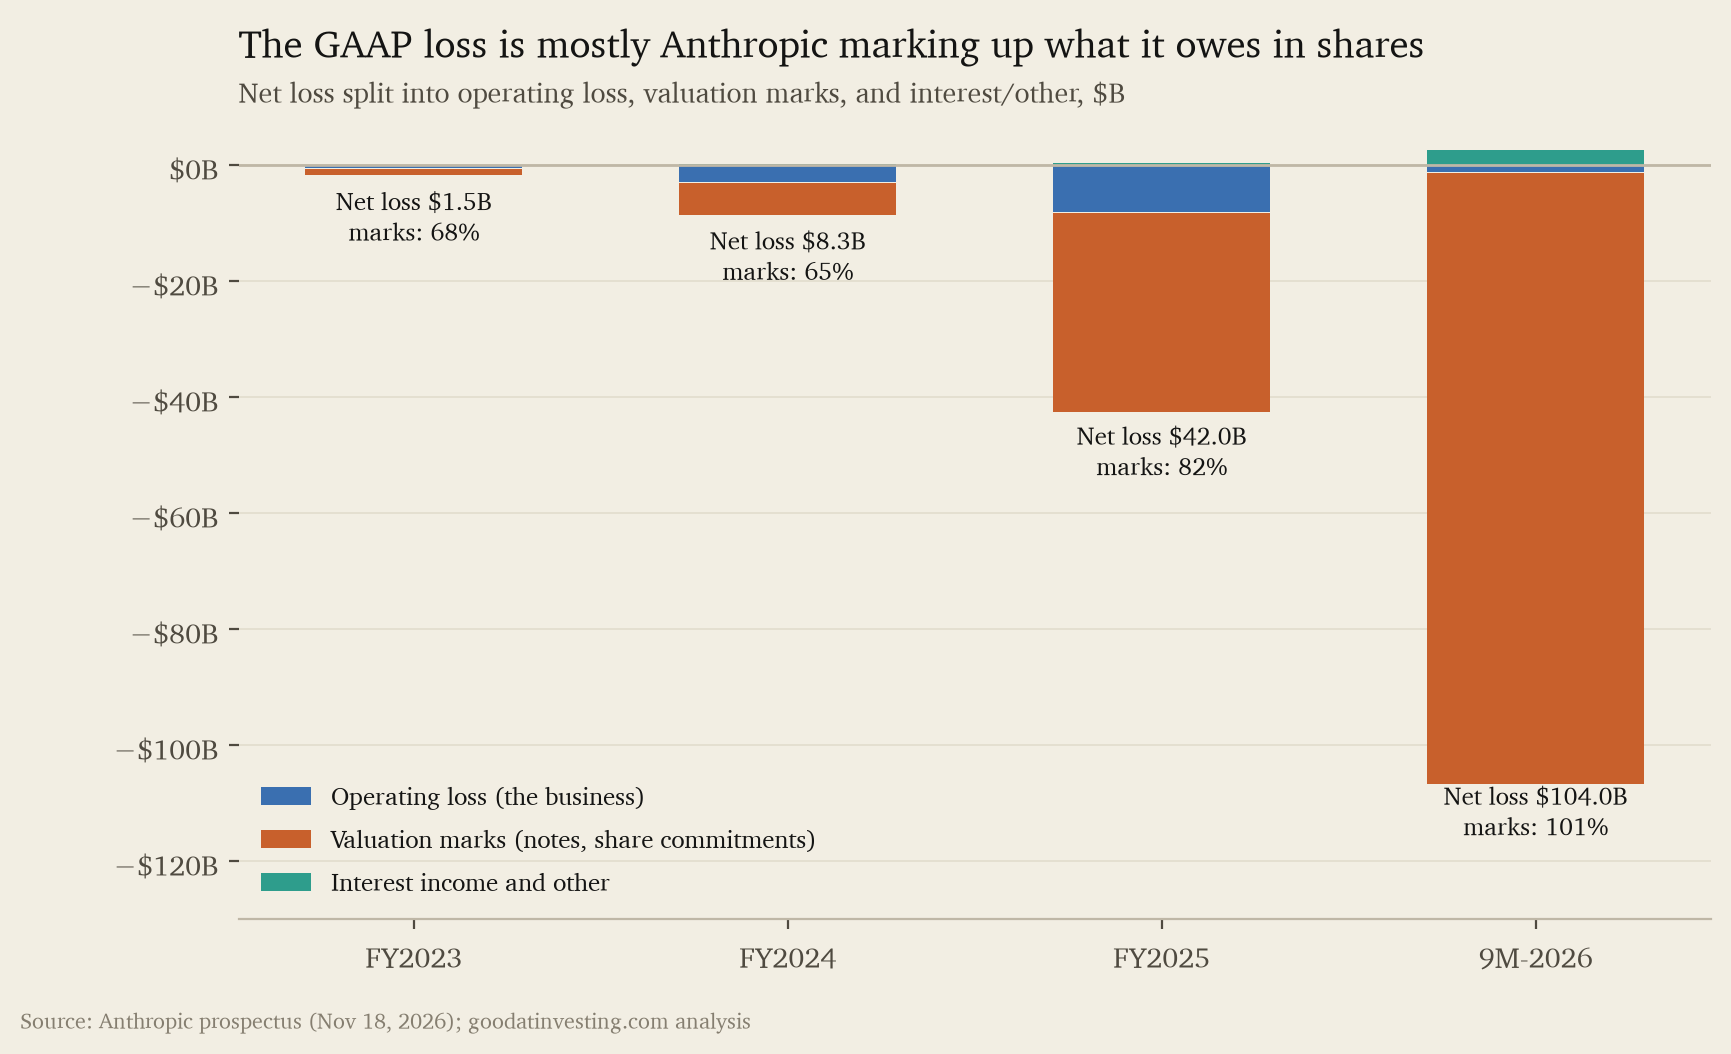 The GAAP loss is mostly Anthropic marking up what it owes in shares
Net loss split into operating loss, valuation marks, and interest/other, $B
$0B
−$20B
−$40B
−$60B
−$80B
−$100B
−$120B
Net loss $1.5B
marks: 68%
Net loss $8.3B
marks: 65%
Net loss $42.0B
marks: 82%
Net loss $104.0B
marks: 101%
Operating loss (the business)
Valuation marks (notes, share commitments)
Interest income and other
FY2023
FY2024
FY2025
9M-2026
Source: Anthropic prospectus (Nov 18, 2026); goodatinvesting.com analysis